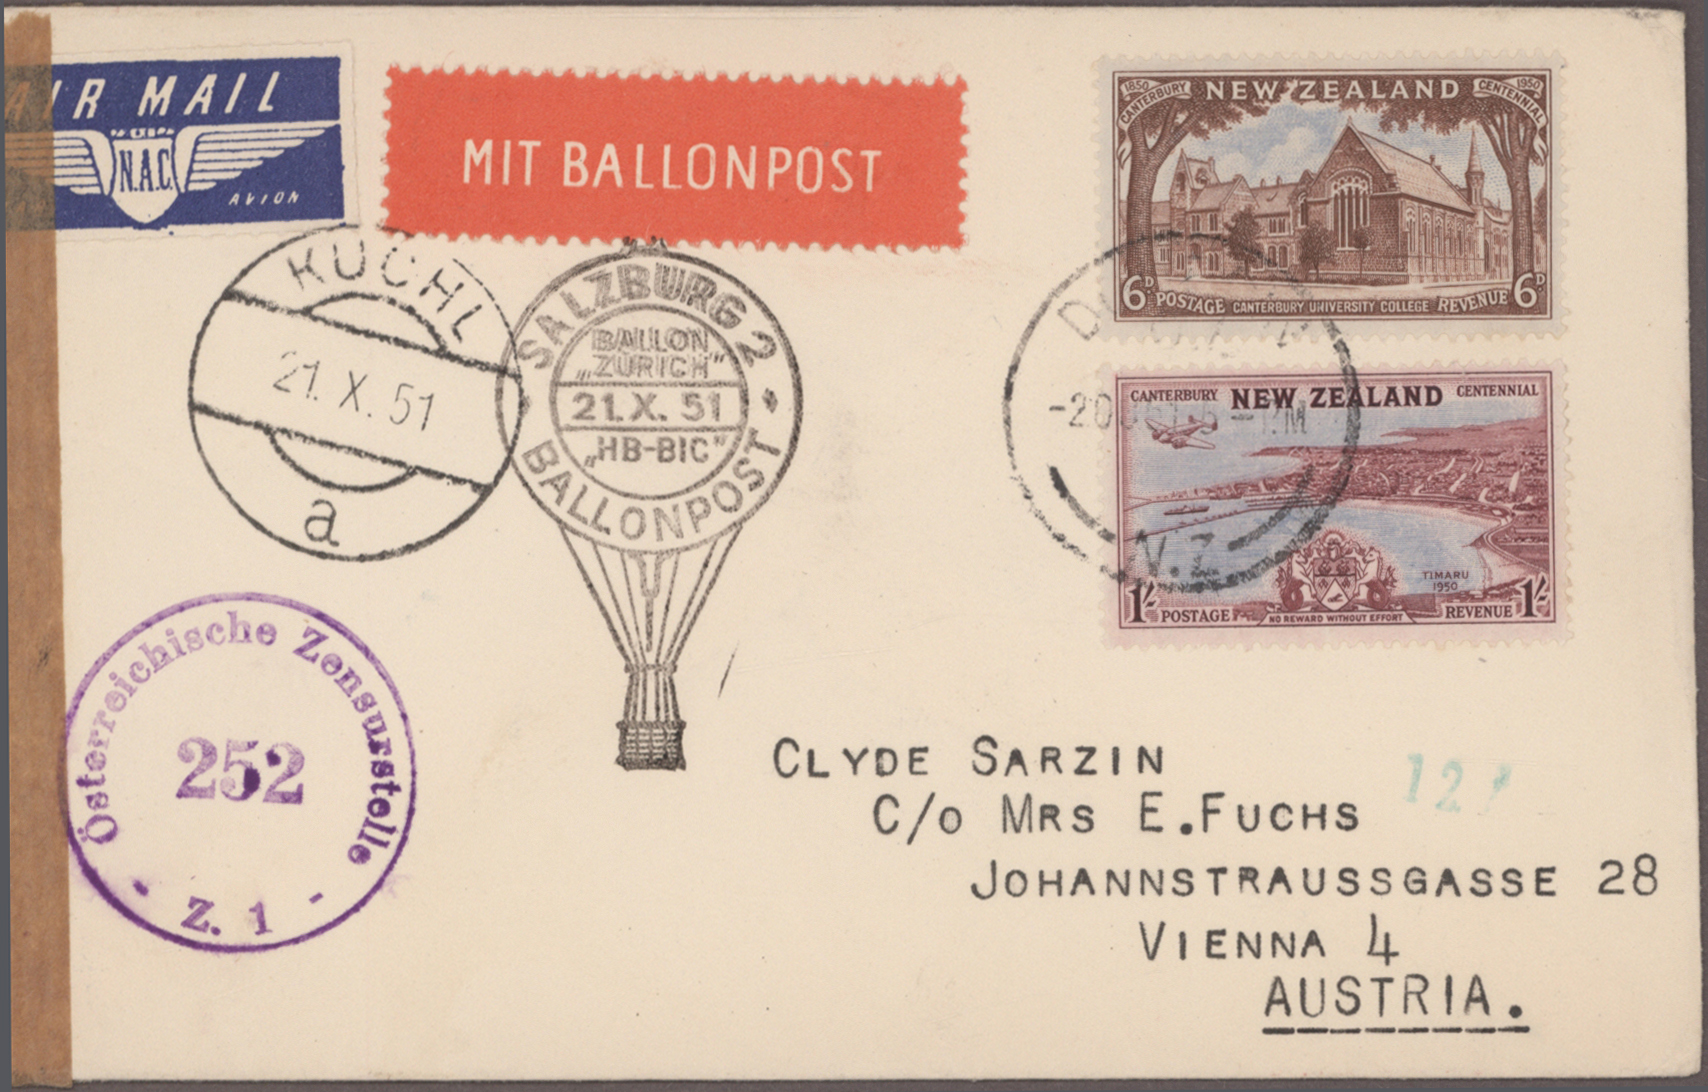 AIR MAIL
N.A.C.
AVION
MIT BALLONPOST
KUCHL
21. X. 51
a
SALZBURG 2
BALLON
„ZÜRICH"
21. X. 51
„HB-BIC"
BALLONPOST
1850 CANTERBURY NEW ZEALAND CENTENNIAL 1950
6D POSTAGE CANTERBURY UNIVERSITY COLLEGE REVENUE 6D
CANTERBURY NEW ZEALAND CENTENNIAL
TIMARU
1950
1/- POSTAGE NO REWARD WITHOUT EFFORT REVENUE 1/-
N.Z
Österreichische Zensurstelle
252
Z. 1
CLYDE SARZIN
C/O MRS E. FUCHS
JOHANNSTRAUSSGASSE 28
VIENNA 4
AUSTRIA.